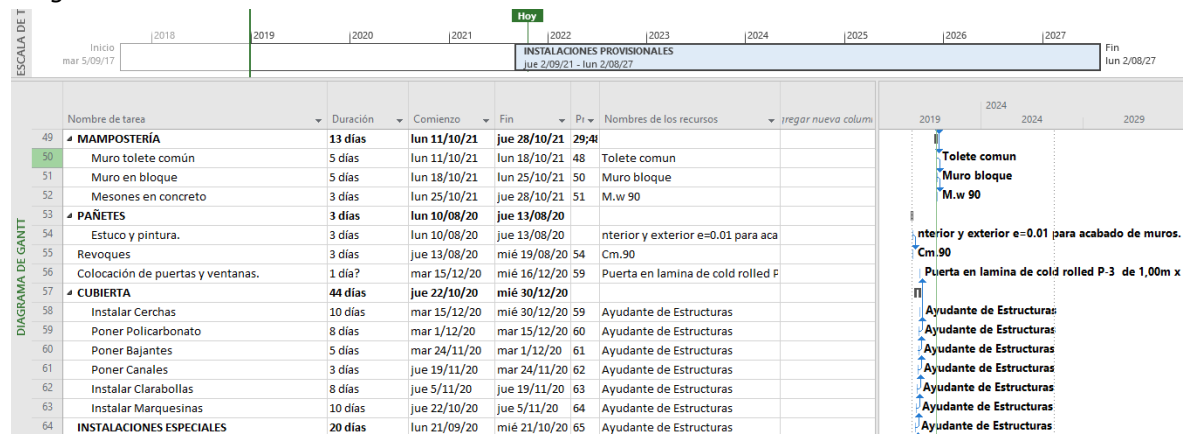 Hoy
ESCALA DE T
2018 2019 2020 2021 2022 2023 2024 2025 2026 2027
Inicio
mar 5/09/17
INSTALACIONES PROVISIONALES
jue 2/09/21 - lun 2/08/27
Fin
lun 2/08/27
2024
Nombre de tarea Duración Comienzo Fin Nombres de los recursos gregar nueva colum 2019 2024 2029
49 MAMPOSTERÍA 13 días lun 11/10/21 jue 28/10/21 29;48
50 Muro tolete común 5 días lun 11/10/21 lun 18/10/21 48 Tolete comun Tolete comun
51 Muro en bloque 5 días lun 18/10/21 lun 25/10/21 50 Muro bloque Muro bloque
52 Mesones en concreto 3 días lun 25/10/21 jue 28/10/21 51 M.w 90 M.w 90
53 PAÑETES 3 días lun 10/08/20 jue 13/08/20
54 Estuco y pintura. 3 días lun 10/08/20 jue 13/08/20 nterior y exterior e=0.01 para aca nterior y exterior e=0.01 para acabado de muros.
55 Revoques 3 días jue 13/08/20 mié 19/08/20 54 Cm.90 Cm.90
56 Colocación de puertas y ventanas. 1 día? mar 15/12/20 mié 16/12/20 59 Puerta en lamina de cold rolled P Puerta en lamina de cold rolled P-3 de 1,00m x
57 CUBIERTA 44 días jue 22/10/20 mié 30/12/20
58 Instalar Cerchas 10 días mar 15/12/20 mié 30/12/20 59 Ayudante de Estructuras Ayudante de Estructuras
59 Poner Policarbonato 8 días mar 1/12/20 mar 15/12/20 60 Ayudante de Estructuras Ayudante de Estructuras
60 Poner Bajantes 5 días mar 24/11/20 mar 1/12/20 61 Ayudante de Estructuras Ayudante de Estructuras
61 Poner Canales 3 días jue 19/11/20 mar 24/11/20 62 Ayudante de Estructuras Ayudante de Estructuras
62 Instalar Clarabollas 8 días jue 5/11/20 jue 19/11/20 63 Ayudante de Estructuras Ayudante de Estructuras
63 Instalar Marquesinas 10 días jue 22/10/20 jue 5/11/20 64 Ayudante de Estructuras Ayudante de Estructuras
64 INSTALACIONES ESPECIALES 20 días lun 21/09/20 mié 21/10/20 65 Ayudante de Estructuras Ayudante de Estructuras
DIAGRAMA DE GANTT